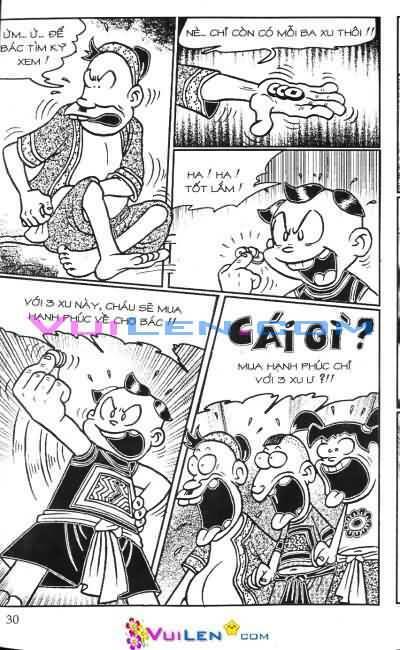 ỪM... Ừ... ĐỂ
BÁC TÌM KỸ
XEM !
NÈ... CHỈ CÒN CÓ MỖI BA XU THÔI !!
HA ! HA !
TỐT LẮM !
VỚI 3 XU NÀY, CHÁU SẼ MUA
HẠNH PHÚC VỀ CHO BÁC !!
VUILEN.COM
CÁI GÌ ?
MUA HẠNH PHÚC CHỈ
VỚI 3 XU Ư ?!!
30
VUILEN.COM